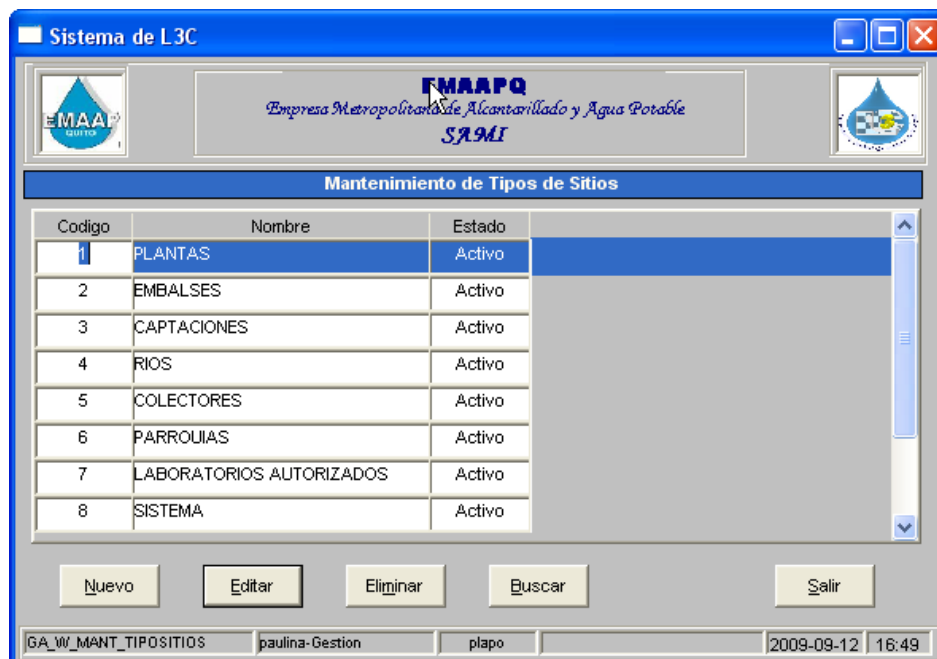 Sistema de L3C
EMAAP
QUITO
EMAAPQ
Empresa Metropolitana de Alcantarillado y Agua Potable
SAMI
Mantenimiento de Tipos de Sitios
Codigo Nombre Estado
1 PLANTAS Activo
2 EMBALSES Activo
3 CAPTACIONES Activo
4 RIOS Activo
5 COLECTORES Activo
6 PARROUIAS Activo
7 LABORATORIOS AUTORIZADOS Activo
8 SISTEMA Activo
Nuevo Editar Eliminar Buscar Salir
GA_W_MANT_TIPOSITIOS paulina-Gestion plapo 2009-09-12 16:49